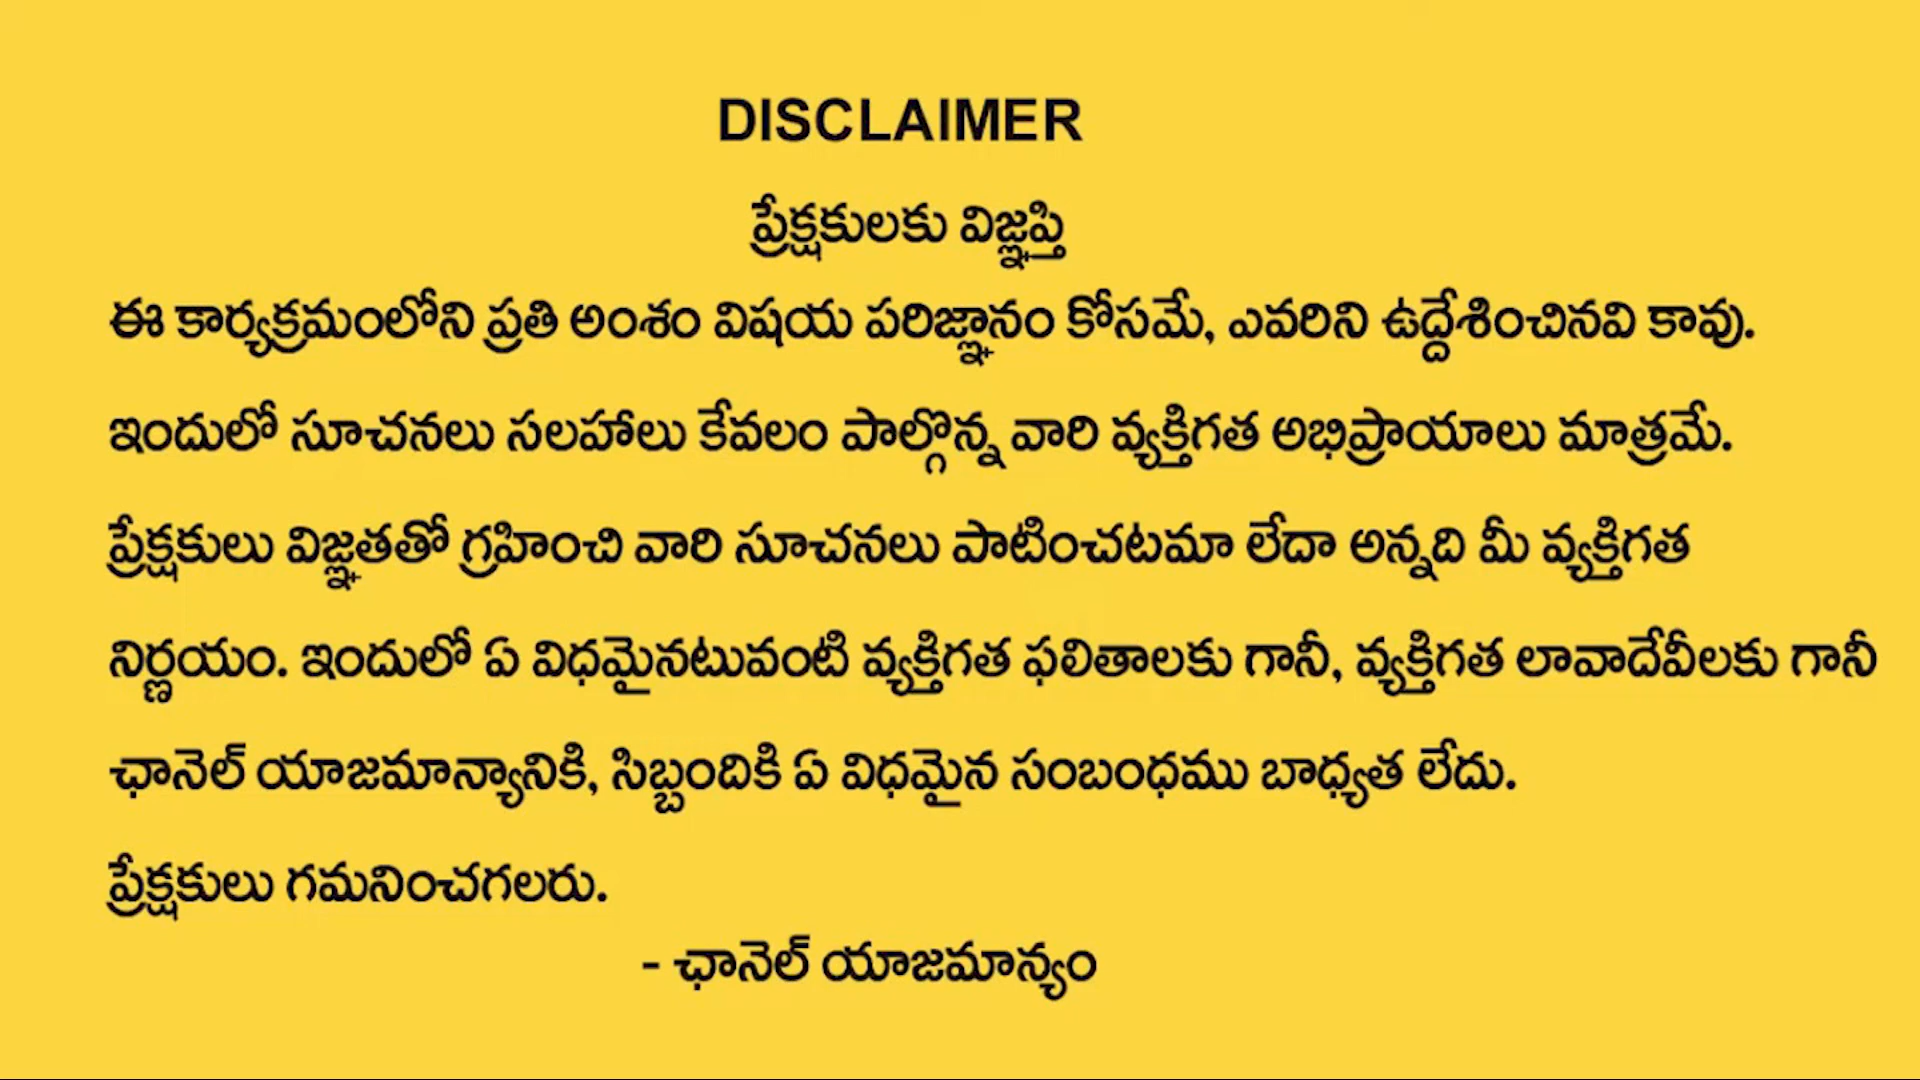 DISCLAIMER
ప్రేక్షకులకు విజ్ఞప్తి
ఈ కార్యక్రమంలోని ప్రతి అంశం విషయ పరిజ్ఞానం కోసమే, ఎవరిని ఉద్దేశించినవి కావు.
ఇందులో సూచనలు సలహాలు కేవలం పాల్గొన్న వారి వ్యక్తిగత అభిప్రాయాలు మాత్రమే.
ప్రేక్షకులు విజ్ఞతతో గ్రహించి వారి సూచనలు పాటించటమా లేదా అన్నది మీ వ్యక్తిగత
నిర్ణయం. ఇందులో ఏ విధమైనటువంటి వ్యక్తిగత ఫలితాలకు గానీ, వ్యక్తిగత లావాదేవీలకు గానీ
ఛానెల్ యాజమాన్యానికి, సిబ్బందికి ఏ విధమైన సంబంధము బాధ్యత లేదు.
ప్రేక్షకులు గమనించగలరు.
- ఛానెల్ యాజమాన్యం